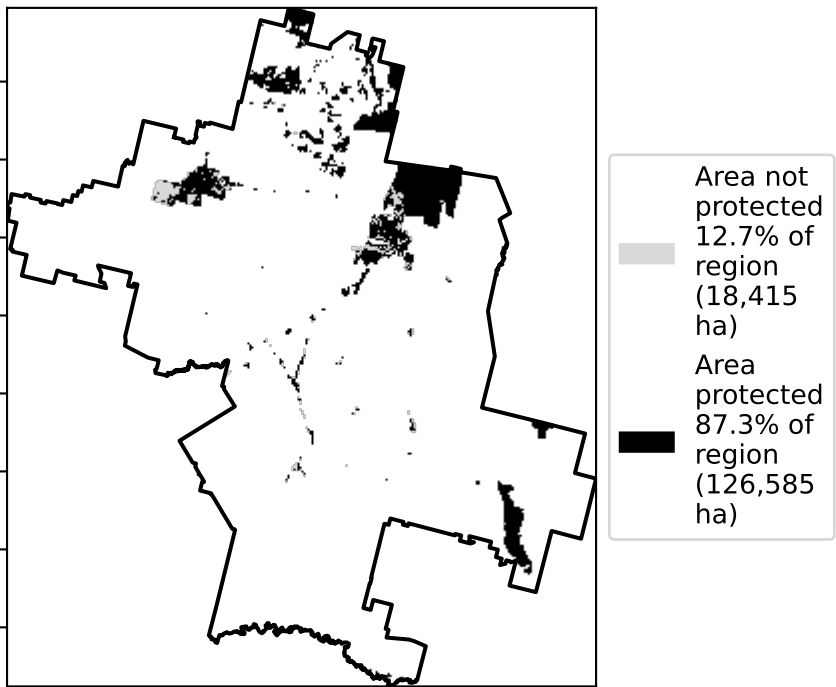 Area not
protected
12.7% of
region
(18,415
ha)
Area
protected
87.3% of
region
(126,585
ha)